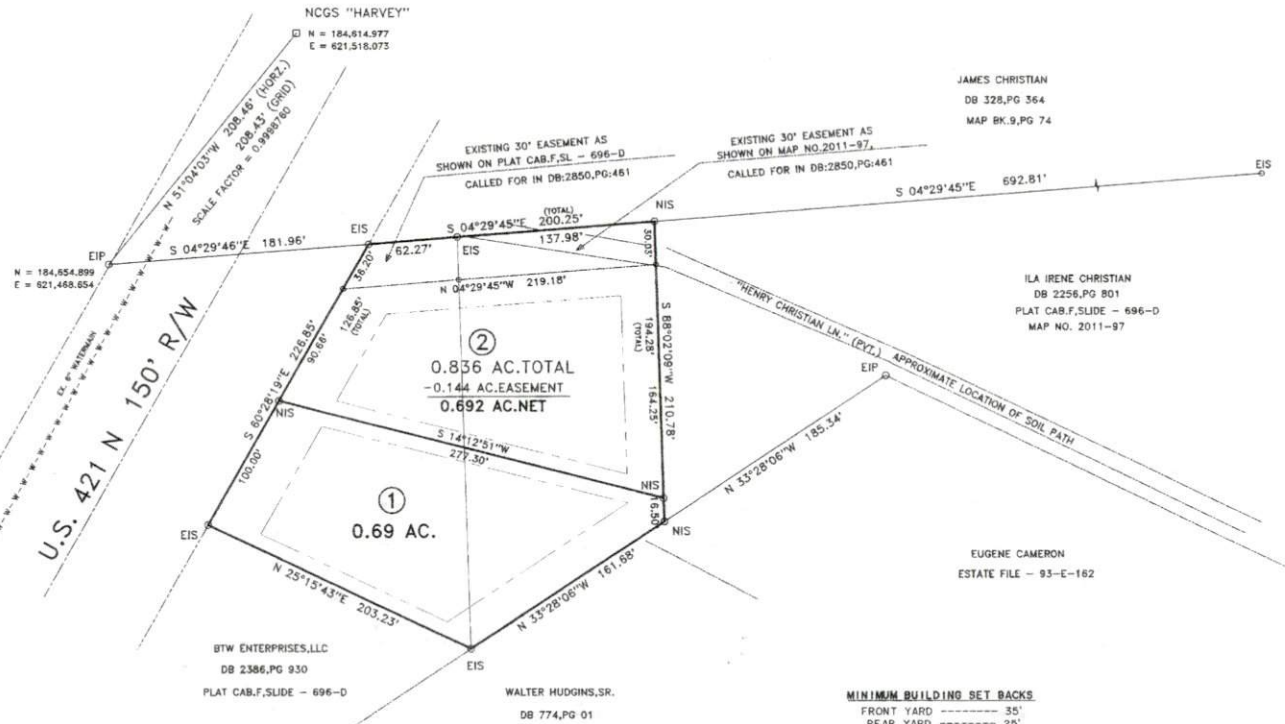 NCGS "HARVEY"
N = 184,614.977
E = 621,518.073
N 51°04'03"W 208.46' (HORZ.)
208.43' (GRID)
SCALE FACTOR = 0.9998760
JAMES CHRISTIAN
DB 328,PG 364
MAP BK.9,PG 74
EXISTING 30' EASEMENT AS
SHOWN ON PLAT CAB.F,SL - 696-D
CALLED FOR IN DB:2850,PG:461
EXISTING 30' EASEMENT AS
SHOWN ON MAP NO.2011-97,
CALLED FOR IN DB:2850,PG:461
EIS
S 04°29'45"E 692.81'
NIS
(TOTAL)
S 04°29'45"E 200.25'
EIS
62.27'
EIS
137.98'
S 04°29'46"E 181.96'
EIP
N = 184,654.899
E = 621,468.654
36.20'
30.03'
N 04°29'45"W 219.18'
ILA IRENE CHRISTIAN
DB 2256,PG 801
PLAT CAB.F,SLIDE - 696-D
MAP NO. 2011-97
"HENRY CHRISTIAN LN." (PVT.) APPROXIMATE LOCATION OF SOIL PATH
EX. 6" WATERMAIN
W-W-W-W-W-W
U.S. 421 N 150' R/W
S 60°28'19"E 226.85'
126.85'
(TOTAL)
90.66'
2
0.836 AC.TOTAL
-0.144 AC.EASEMENT
0.692 AC.NET
194.28'
(TOTAL)
S 88°02'09"W 210.78'
164.25'
EIP
NIS
S 14°12'51"W
277.30'
100.00'
NIS
16.50'
NIS
N 33°28'06"W 185.34'
1
0.69 AC.
EIS
N 25°15'43"E 203.23'
N 33°28'06"W 161.68'
EIS
EUGENE CAMERON
ESTATE FILE - 93-E-162
BTW ENTERPRISES,LLC
DB 2386,PG 930
PLAT CAB.F,SLIDE - 696-D
WALTER HUDGINS,SR.
DB 774,PG 01
MINIMUM BUILDING SET BACKS
FRONT YARD -------- 35'
REAR YARD -------- 25'